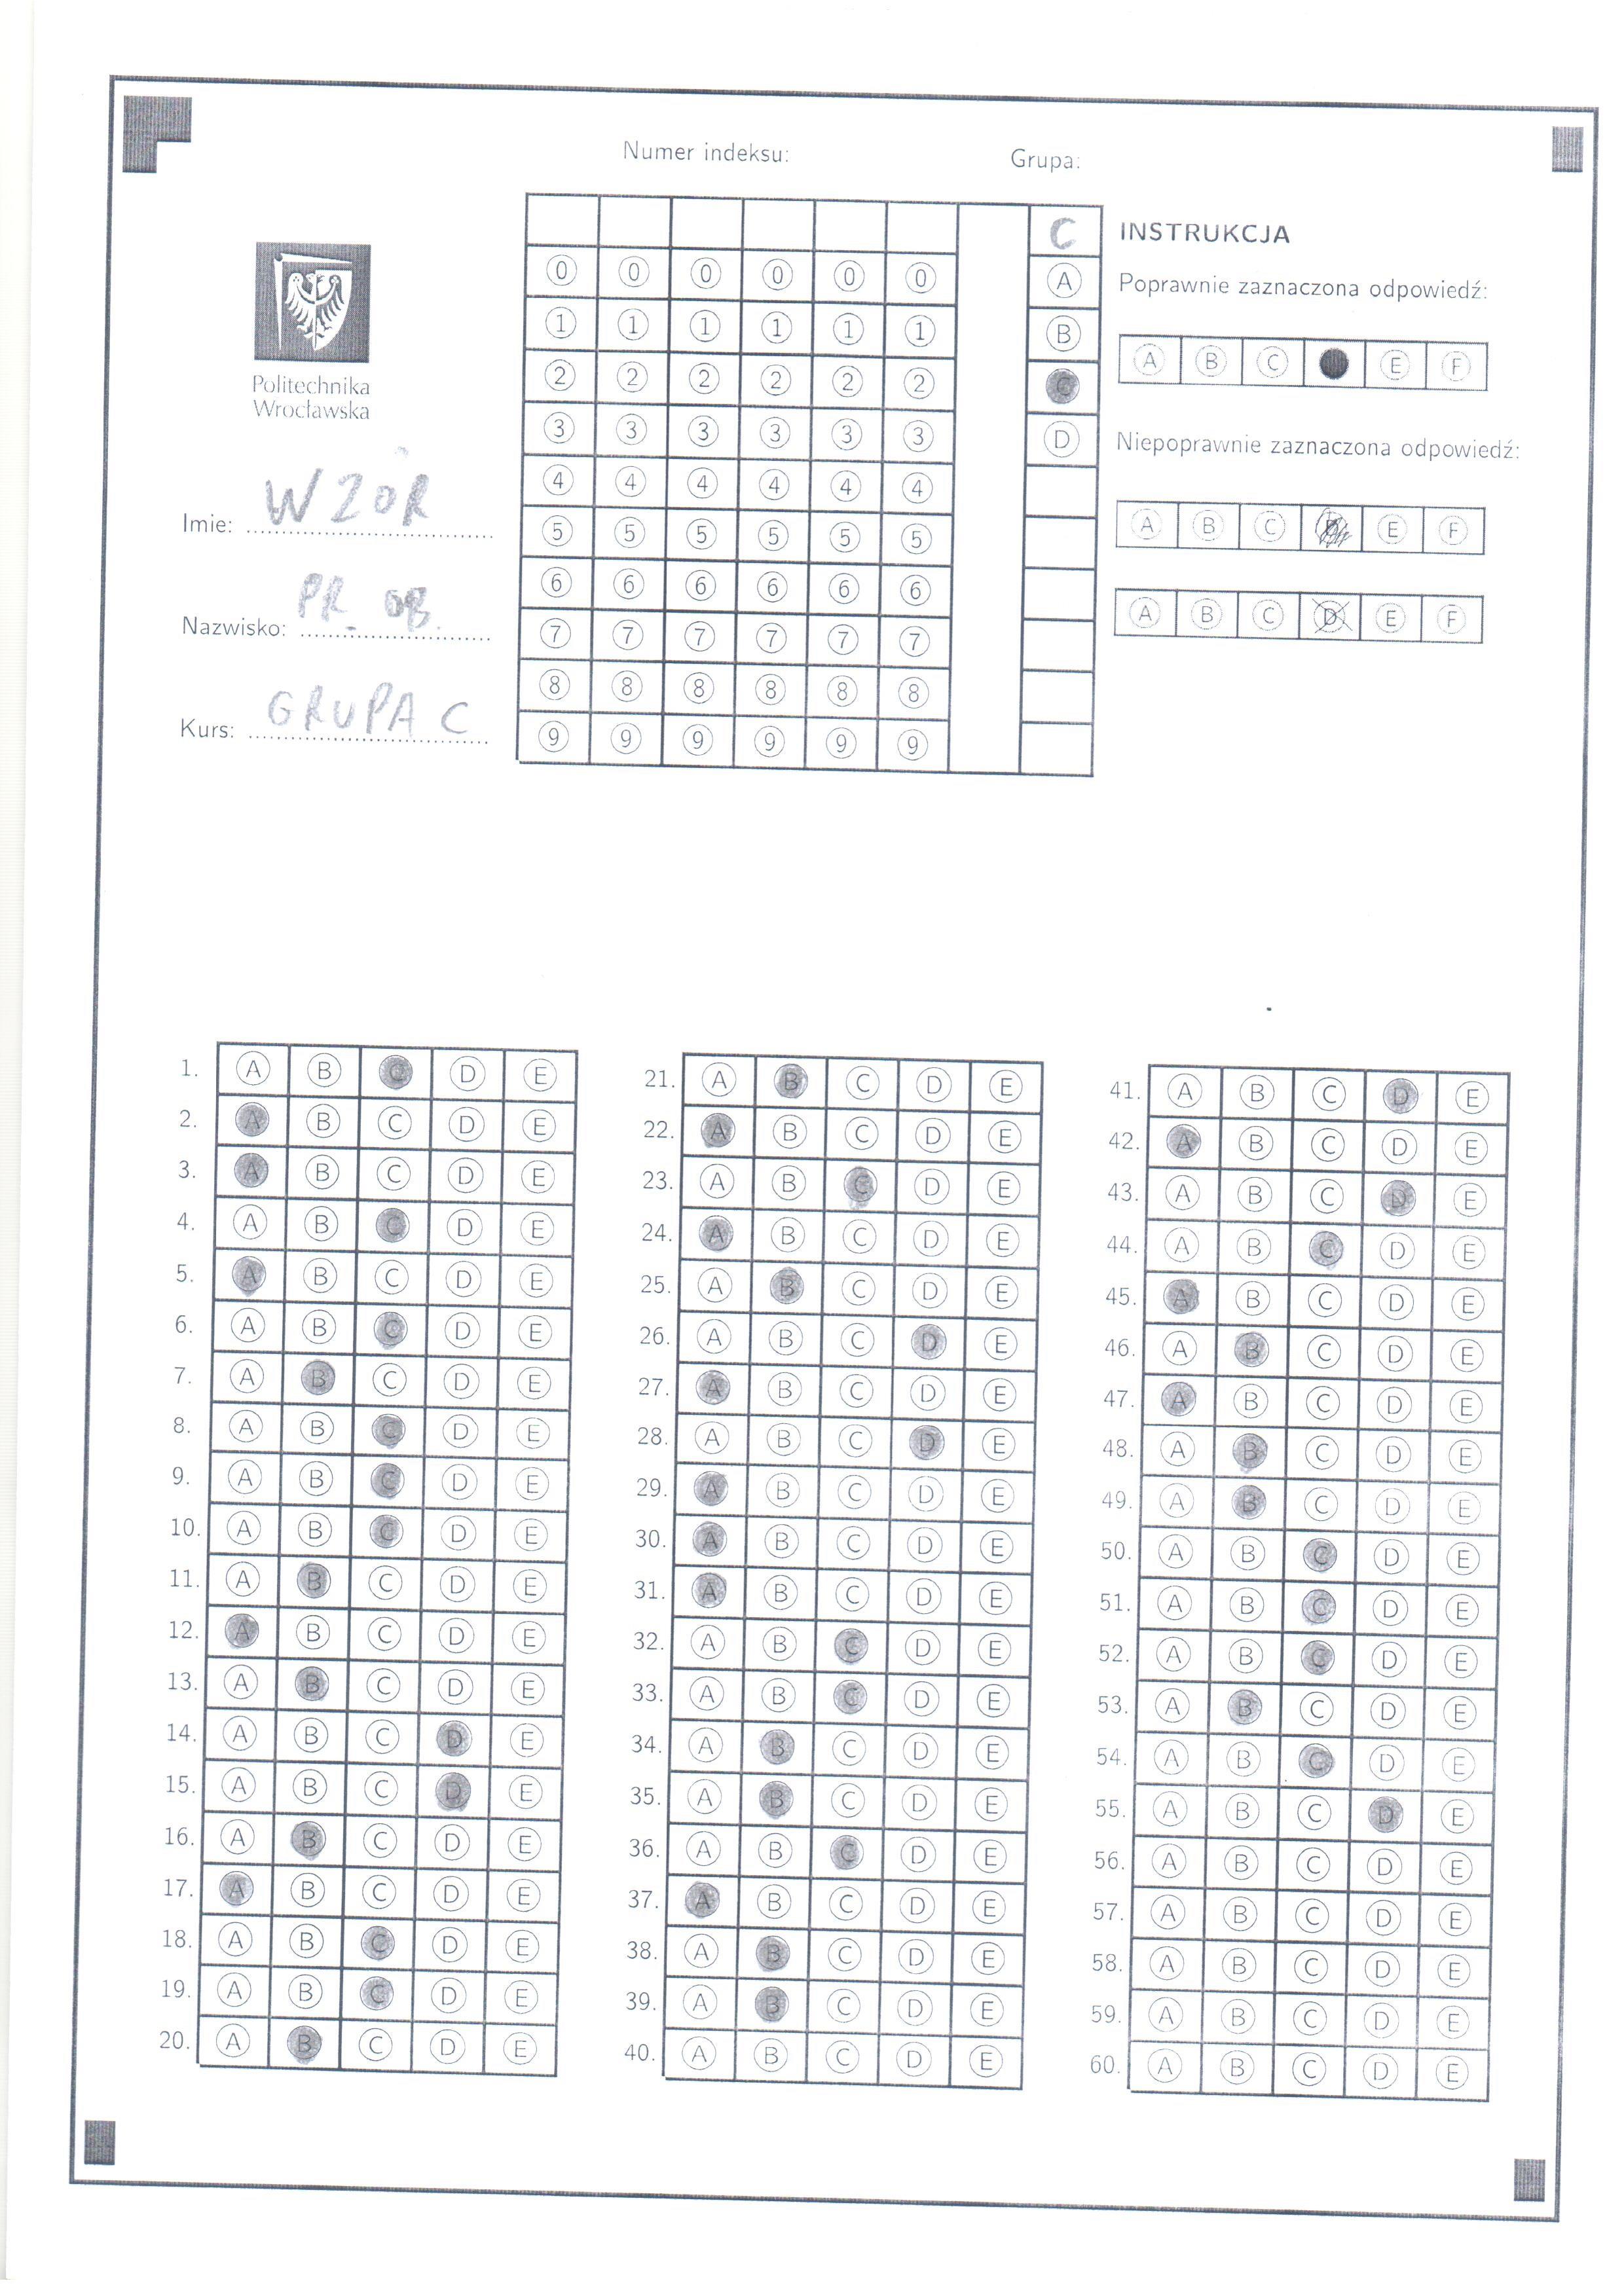 Numer indeksu: Grupa:
C INSTRUKCJA
0 0 0 0 0 0 A Poprawnie zaznaczona odpowiedź:
1 1 1 1 1 1 B
2 2 2 2 2 2 C A B C E F
Politechnika
Wrocławska
3 3 3 3 3 3 D Niepoprawnie zaznaczona odpowiedź:
4 4 4 4 4 4
Imie: WZOR
5 5 5 5 5 5 A B C D E F
6 6 6 6 6 6 A B C D E F
Nazwisko: PR_OB.
7 7 7 7 7 7
8 8 8 8 8 8
Kurs: GRUPA C
9 9 9 9 9 9
1. A B C D E
2. A B C D E
3. A B C D E
4. A B C D E
5. A B C D E
6. A B C D E
7. A B C D E
8. A B C D E
9. A B C D E
10. A B C D E
11. A B C D E
12. A B C D E
13. A B C D E
14. A B C D E
15. A B C D E
16. A B C D E
17. A B C D E
18. A B C D E
19. A B C D E
20. A B C D E
21. A B C D E
22. A B C D E
23. A B C D E
24. A B C D E
25. A B C D E
26. A B C D E
27. A B C D E
28. A B C D E
29. A B C D E
30. A B C D E
31. A B C D E
32. A B C D E
33. A B C D E
34. A B C D E
35. A B C D E
36. A B C D E
37. A B C D E
38. A B C D E
39. A B C D E
40. A B C D E
41. A B C D E
42. A B C D E
43. A B C D E
44. A B C D E
45. A B C D E
46. A B C D E
47. A B C D E
48. A B C D E
49. A B C D E
50. A B C D E
51. A B C D E
52. A B C D E
53. A B C D E
54. A B C D E
55. A B C D E
56. A B C D E
57. A B C D E
58. A B C D E
59. A B C D E
60. A B C D E